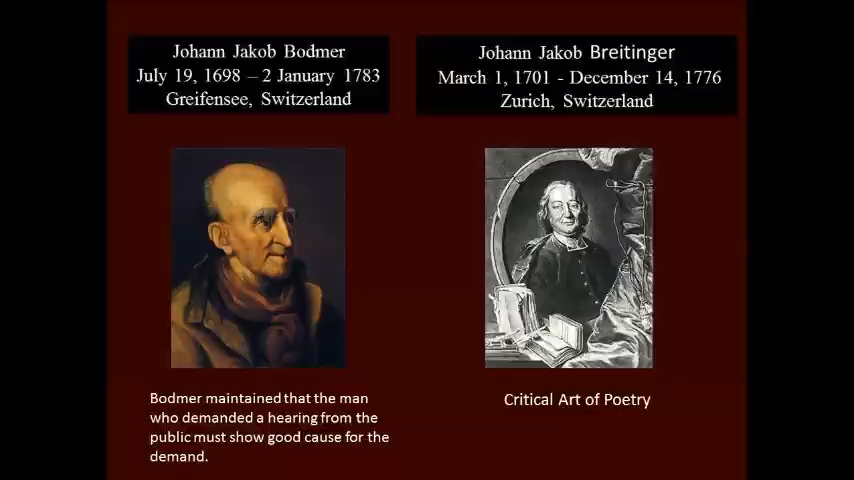 Johann Jakob Bodmer
July 19, 1698 – 2 January 1783
Greifensee, Switzerland
Johann Jakob Breitinger
March 1, 1701 - December 14, 1776
Zurich, Switzerland
Bodmer maintained that the man
who demanded a hearing from the
public must show good cause for the
demand.
Critical Art of Poetry